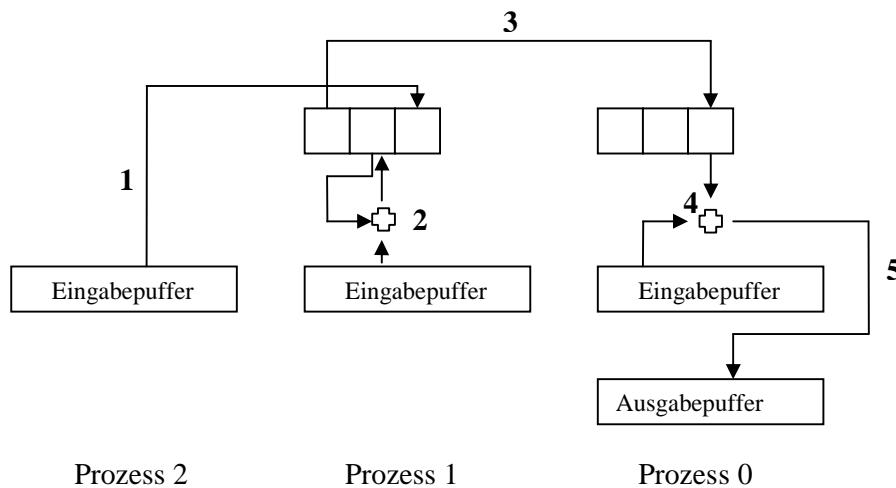 3
1
4
2
Eingabepuffer
Eingabepuffer
Eingabepuffer
5
Ausgabepuffer
Prozess 2
Prozess 1
Prozess 0